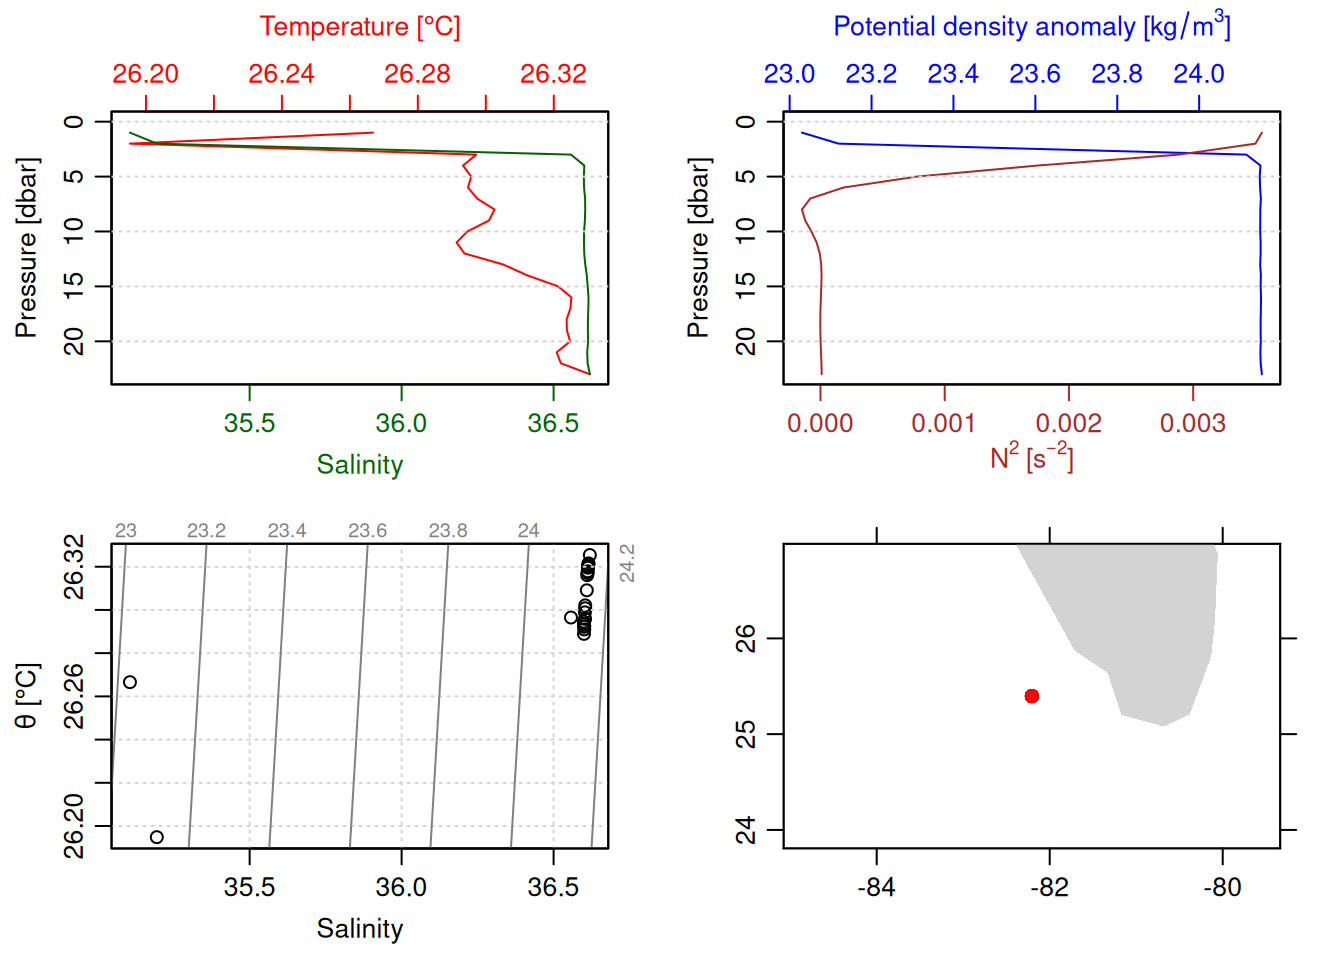 Temperature [°C]
26.20 26.24 26.28 26.32
Pressure [dbar]
0
5
10
15
20
35.5 36.0 36.5
Salinity
Potential density anomaly [kg/m³]
23.0 23.2 23.4 23.6 23.8 24.0
Pressure [dbar]
0
5
10
15
20
0.000 0.001 0.002 0.003
N² [s⁻²]
23 23.2 23.4 23.6 23.8 24
24.2
θ [°C]
26.32
26.26
26.20
35.5 36.0 36.5
Salinity
26
25
24
-84 -82 -80